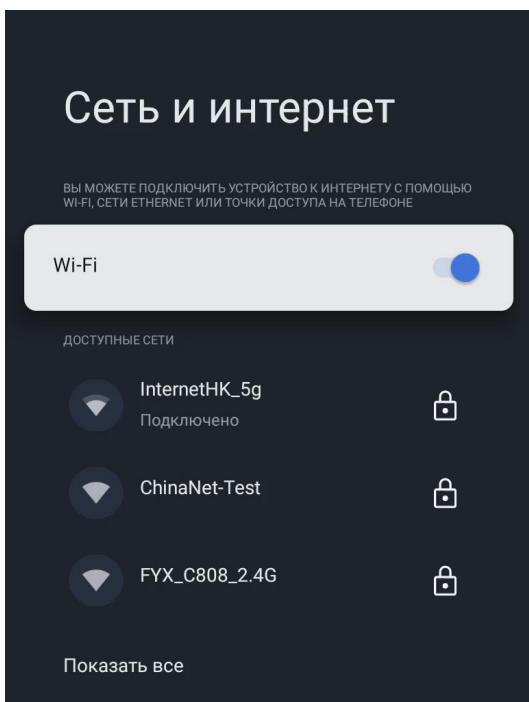 Сеть и интернет
ВЫ МОЖЕТЕ ПОДКЛЮЧИТЬ УСТРОЙСТВО К ИНТЕРНЕТУ С ПОМОЩЬЮ
WI-FI, СЕТИ ETHERNET ИЛИ ТОЧКИ ДОСТУПА НА ТЕЛЕФОНЕ
Wi-Fi
ДОСТУПНЫЕ СЕТИ
InternetHK_5g
Подключено
ChinaNet-Test
FYX_C808_2.4G
Показать все